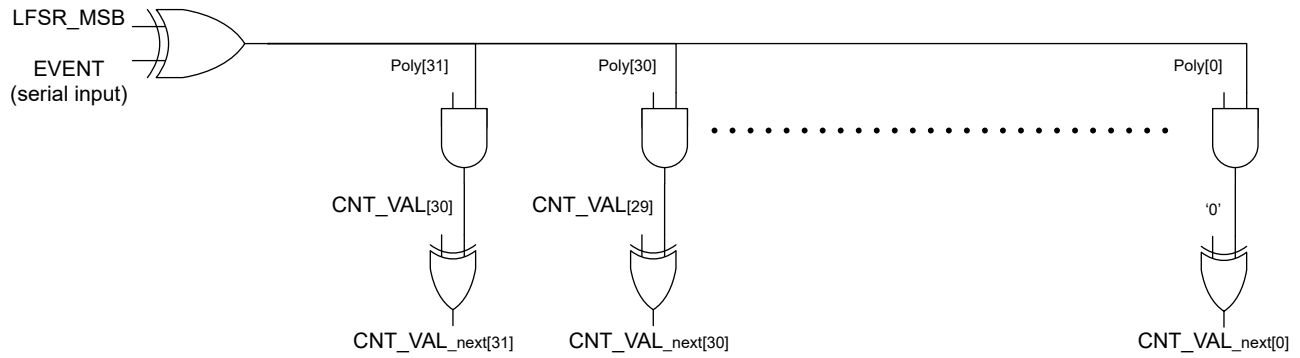 LFSR_MSB
EVENT
(serial input)
Poly[31]
Poly[30]
Poly[0]
CNT_VAL[30]
CNT_VAL[29]
‘0’
CNT_VAL_next[31]
CNT_VAL_next[30]
CNT_VAL_next[0]